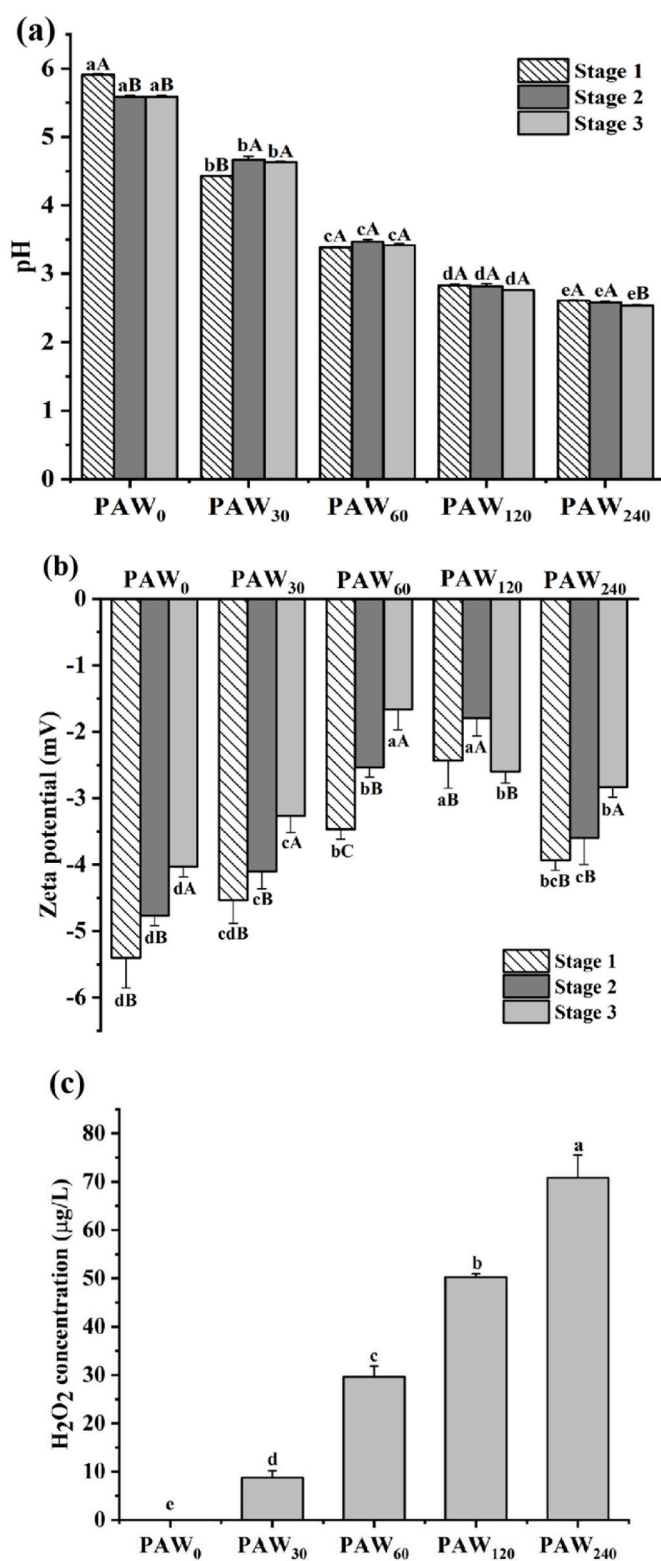 (a)
aA aB aB
bB bA bA
cA cA cA
dA dA dA
eA eA eB
Stage 1
Stage 2
Stage 3
pH
6
5
4
3
2
1
0
PAW0 PAW30 PAW60 PAW120 PAW240
(b)
PAW0 PAW30 PAW60 PAW120 PAW240
Zeta potential (mV)
0
-1
-2
-3
-4
-5
-6
dB dB dA
cdB cB cA
bC bB aA
aB aA bB
bcB cB bA
Stage 1
Stage 2
Stage 3
(c)
H2O2 concentration (μg/L)
80
70
60
50
40
30
20
10
0
e d c b a
PAW0 PAW30 PAW60 PAW120 PAW240